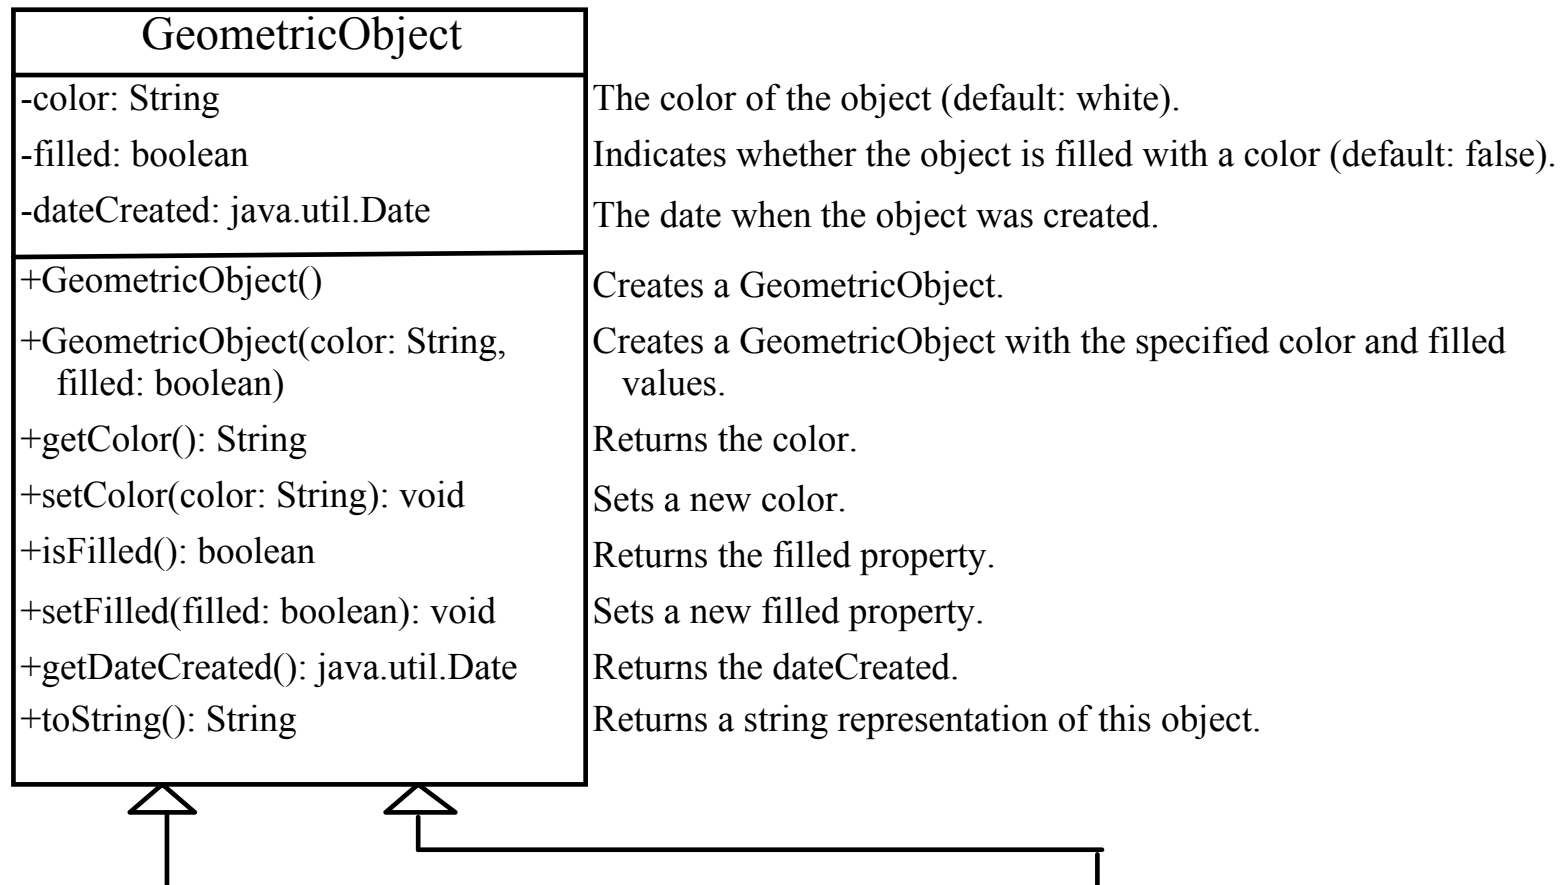 GeometricObject
-color: String
The color of the object (default: white).
-filled: boolean
Indicates whether the object is filled with a color (default: false).
-dateCreated: java.util.Date
The date when the object was created.
+GeometricObject()
Creates a GeometricObject.
+GeometricObject(color: String,
filled: boolean)
Creates a GeometricObject with the specified color and filled
values.
+getColor(): String
Returns the color.
+setColor(color: String): void
Sets a new color.
+isFilled(): boolean
Returns the filled property.
+setFilled(filled: boolean): void
Sets a new filled property.
+getDateCreated(): java.util.Date
Returns the dateCreated.
+toString(): String
Returns a string representation of this object.